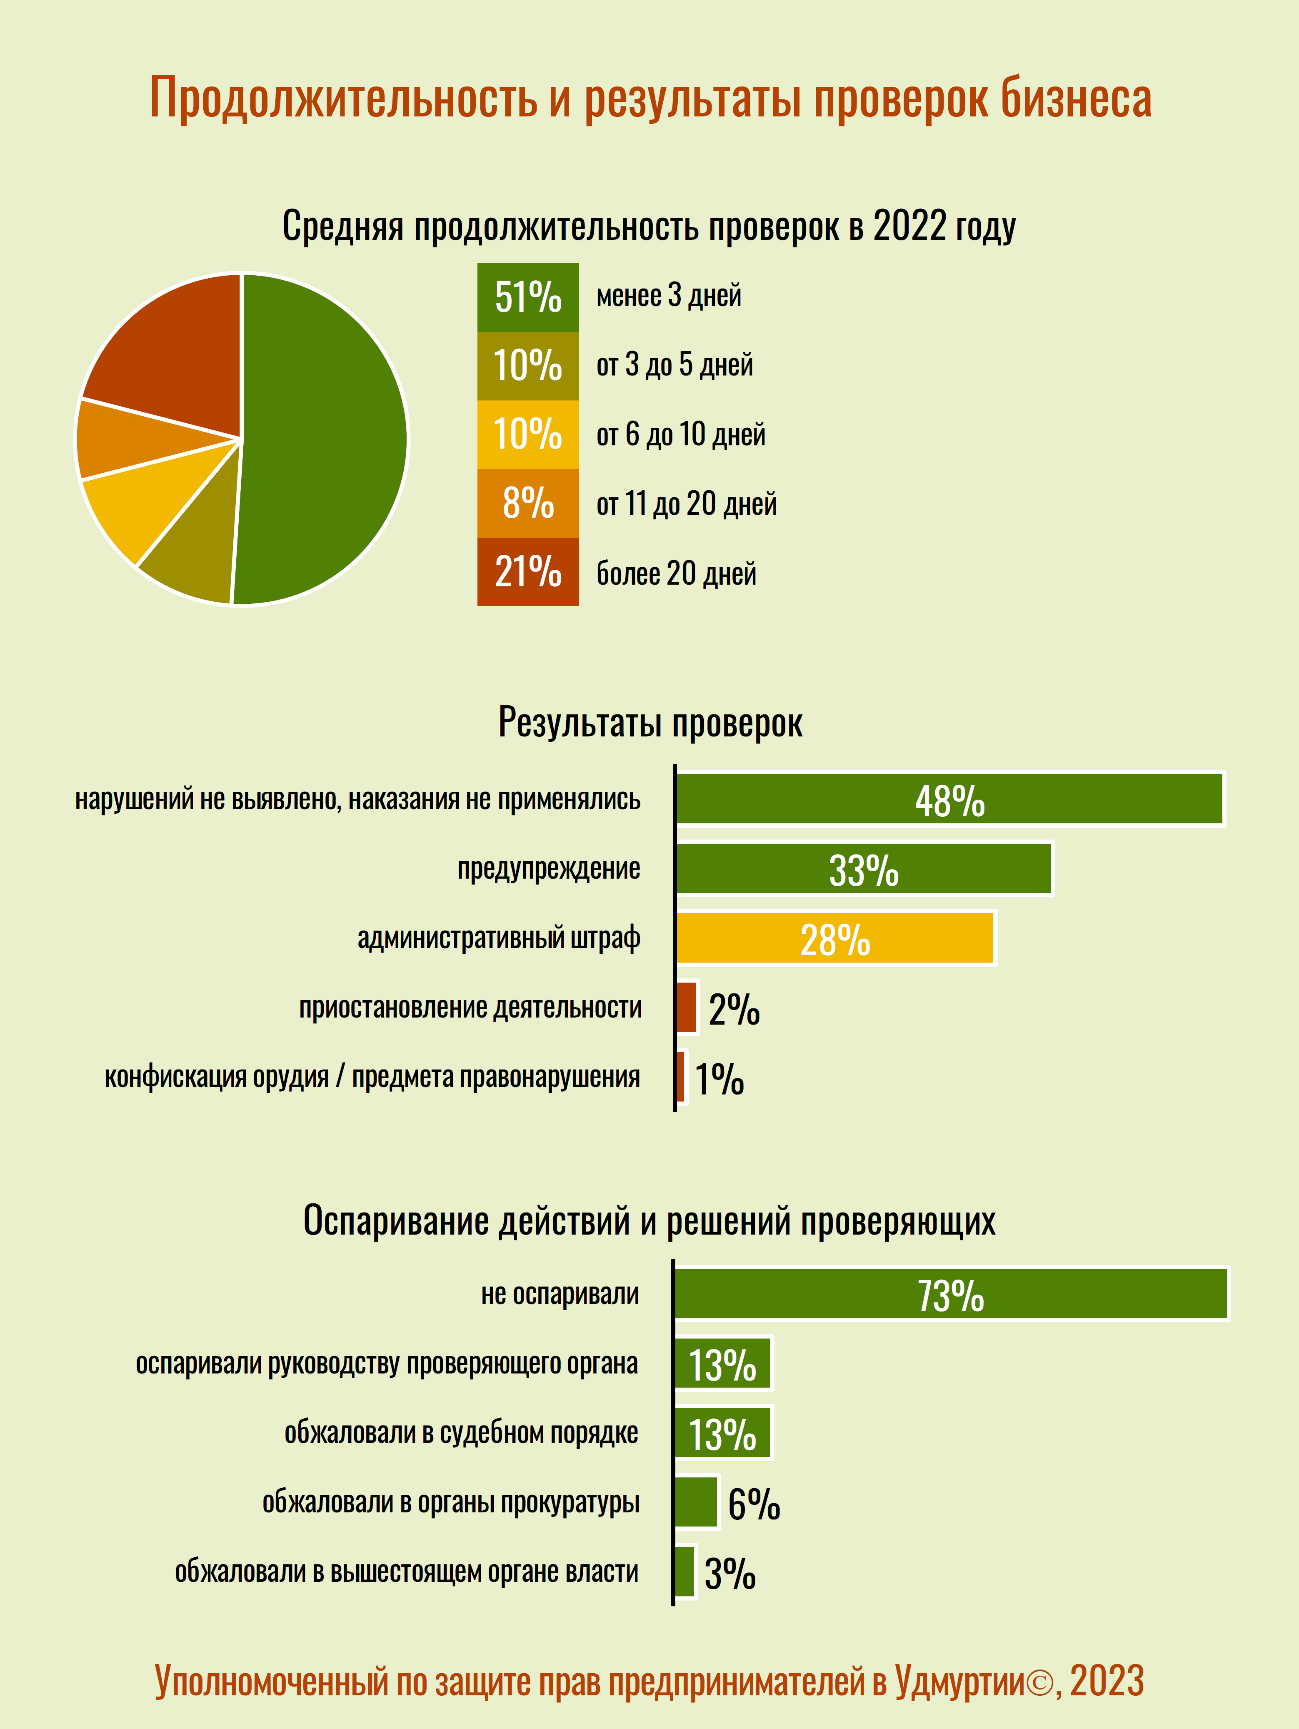 Продолжительность и результаты проверок бизнеса
Средняя продолжительность проверок в 2022 году
51% менее 3 дней
10% от 3 до 5 дней
10% от 6 до 10 дней
8% от 11 до 20 дней
21% более 20 дней
Результаты проверок
нарушений не выявлено, наказания не применялись 48%
предупреждение 33%
административный штраф 28%
приостановление деятельности 2%
конфискация орудия / предмета правонарушения 1%
Оспаривание действий и решений проверяющих
не оспаривали 73%
оспаривали руководству проверяющего органа 13%
обжаловали в судебном порядке 13%
обжаловали в органы прокуратуры 6%
обжаловали в вышестоящем органе власти 3%
Уполномоченный по защите прав предпринимателей в Удмуртии©, 2023